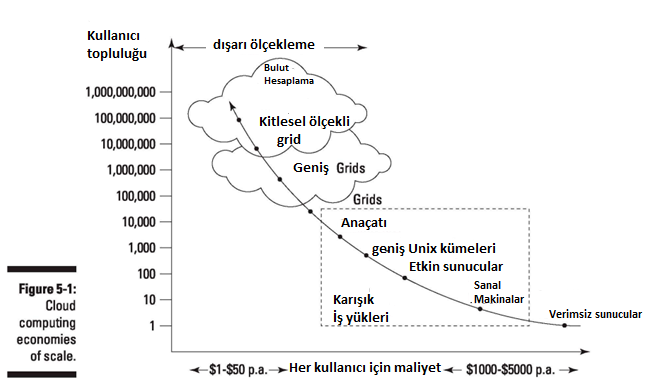 Kullanıcı
topluluğu
dışarı ölçekleme
Bulut
Hesaplama
1,000,000,000
100,000,000
10,000,000
1,000,000
100,000
10,000
1,000
100
10
1
Kitlesel ölçekli
grid
Geniş Grids
Grids
Anaçatı
geniş Unix kümeleri
Etkin sunucular
Sanal
Makinalar
Karışık
İş yükleri
Verimsiz sunucular
$1-$50 p.a.
Her kullanıcı için maliyet
$1000-$5000 p.a.
Figure 5-1:
Cloud
computing
economies
of scale.